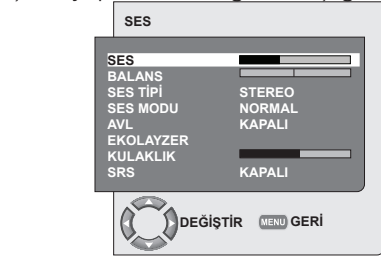 SES
SES
BALANS
SES TİPİ STEREO
SES MODU NORMAL
AVL KAPALI
EKOLAYZER
KULAKLIK
SRS KAPALI
DEĞİŞTİR MENU GERİ